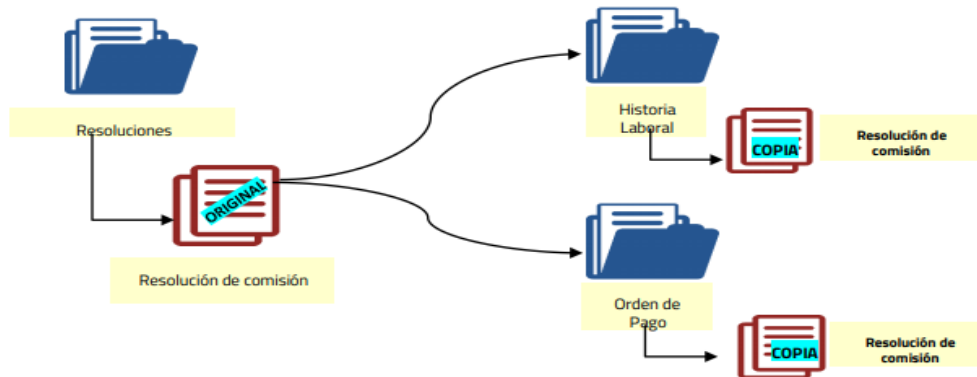 Resoluciones
ORIGINAL
Resolución de comisión
Historia
Laboral
COPIA
Resolución de
comisión
Orden de
Pago
COPIA
Resolución de
comisión